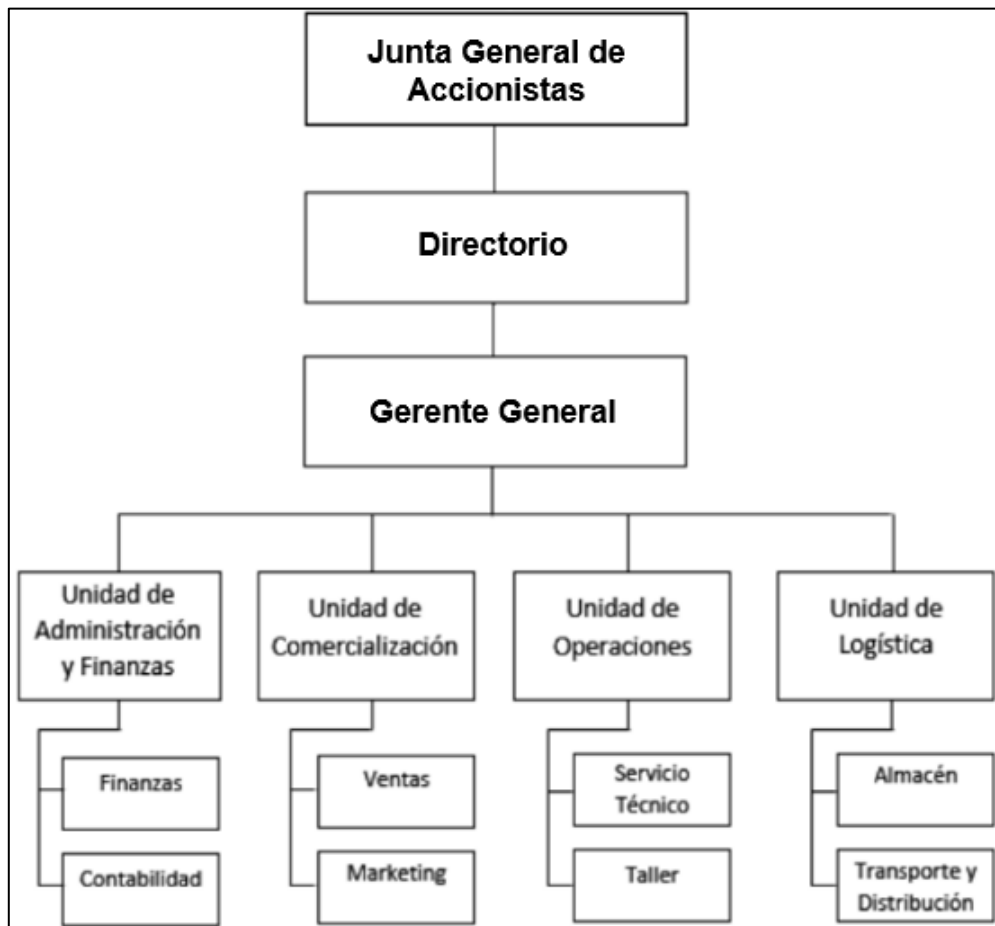 Junta General de
Accionistas
Directorio
Gerente General
Unidad de
Administración
y Finanzas
Unidad de
Comercialización
Unidad de
Operaciones
Unidad de
Logística
Finanzas
Contabilidad
Ventas
Marketing
Servicio
Técnico
Taller
Almacén
Transporte y
Distribución